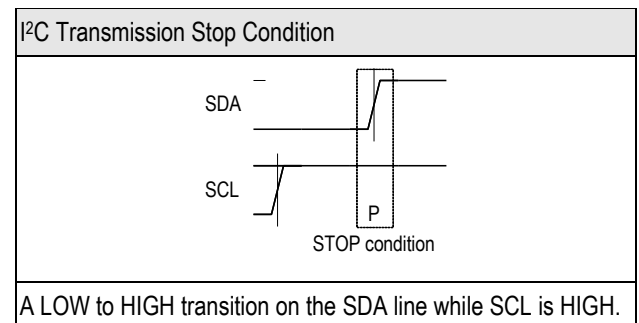 I²C Transmission Stop Condition
SDA
SCL
P
STOP condition
A LOW to HIGH transition on the SDA line while SCL is HIGH.